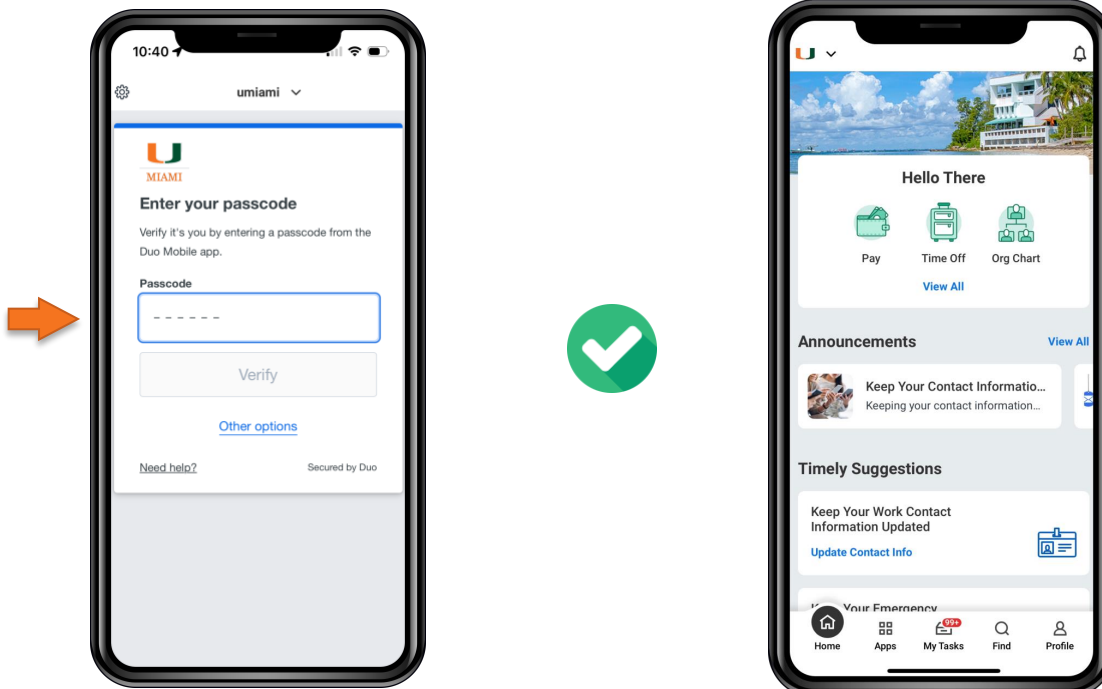 10:40
umiami
MIAMI
Enter your passcode
Verify it's you by entering a passcode from the
Duo Mobile app.
Passcode
- - - - - -
Verify
Other options
Need help?
Secured by Duo
Hello There
Pay
Time Off
Org Chart
View All
Announcements
View All
Keep Your Contact Informatio...
Keeping your contact information...
Timely Suggestions
Keep Your Work Contact
Information Updated
Update Contact Info
Your Emergency
99+
Home
Apps
My Tasks
Find
Profile